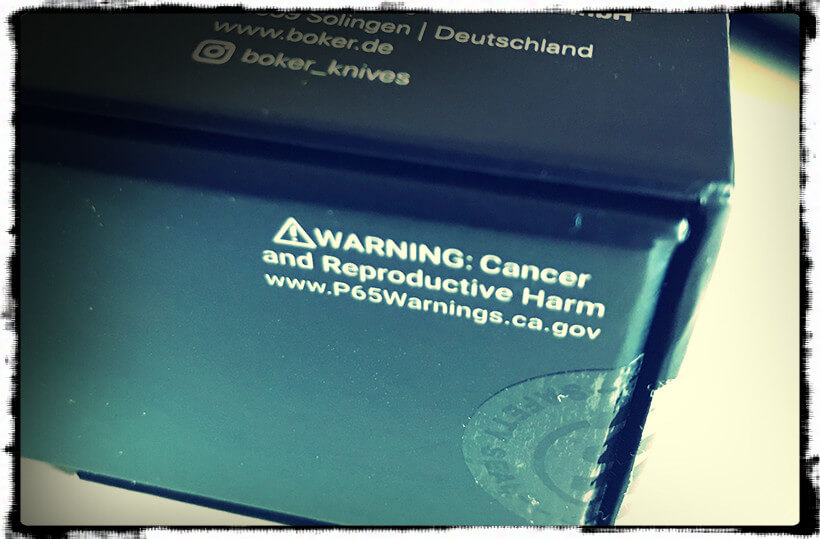 Solingen | Deutschland
www.boker.de
boker_knives
WARNING: Cancer
and Reproductive Harm
www.P65Warnings.ca.gov